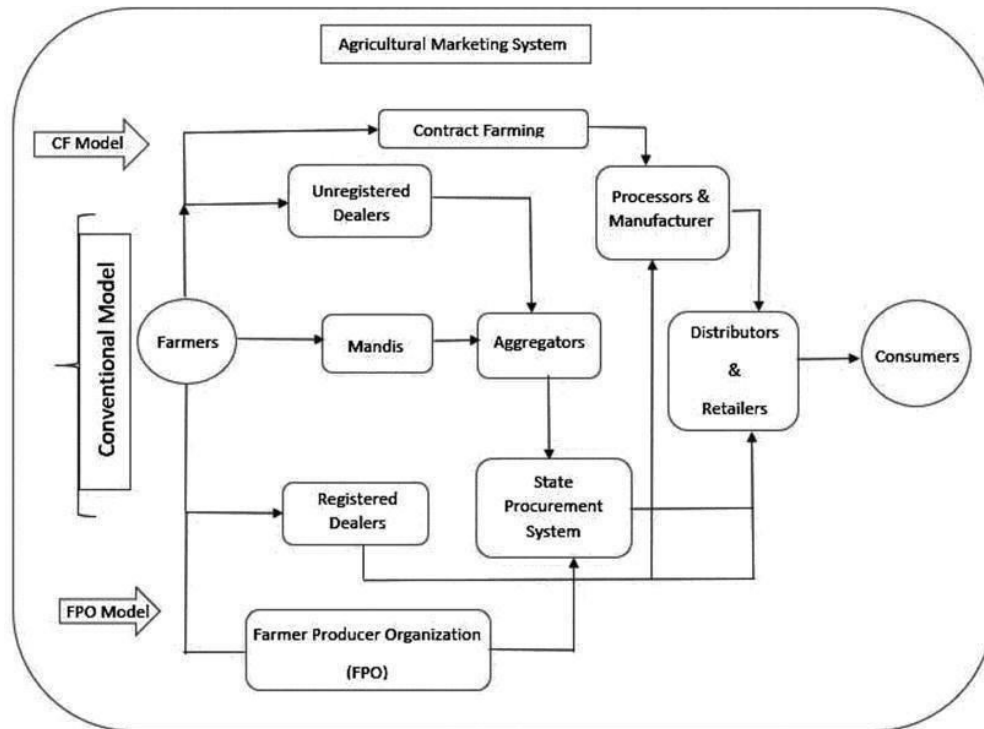 Agricultural Marketing System
CF Model
Contract Farming
Unregistered
Dealers
Processors &
Manufacturer
Conventional Model
Farmers
Mandis
Aggregators
Distributors
&
Retailers
Consumers
Registered
Dealers
State
Procurement
System
FPO Model
Farmer Producer Organization
(FPO)